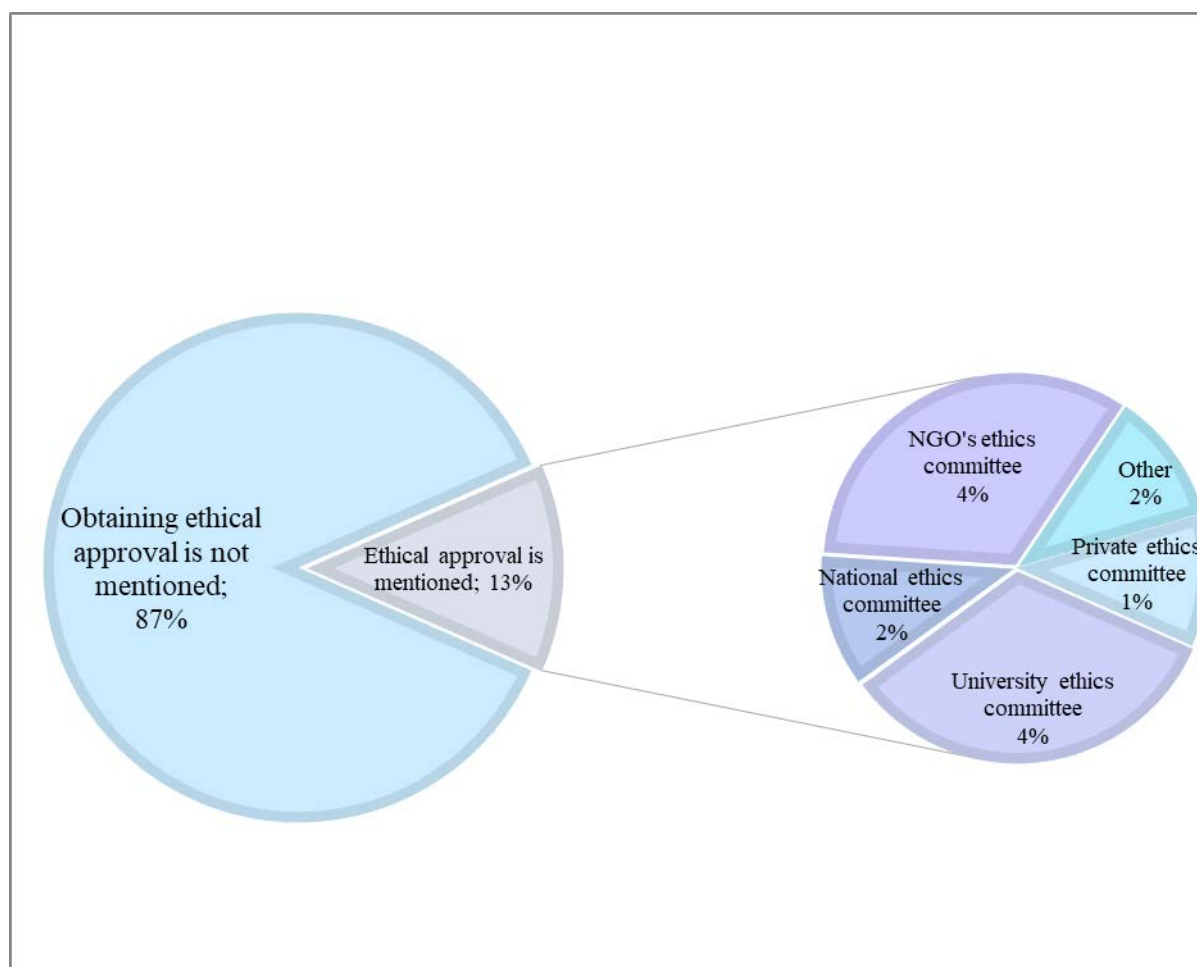 Obtaining ethical
approval is not
mentioned;
87%
Ethical approval is
mentioned; 13%
NGO's ethics
committee
4%
Other
2%
Private ethics
committee
1%
National ethics
committee
2%
University ethics
committee
4%